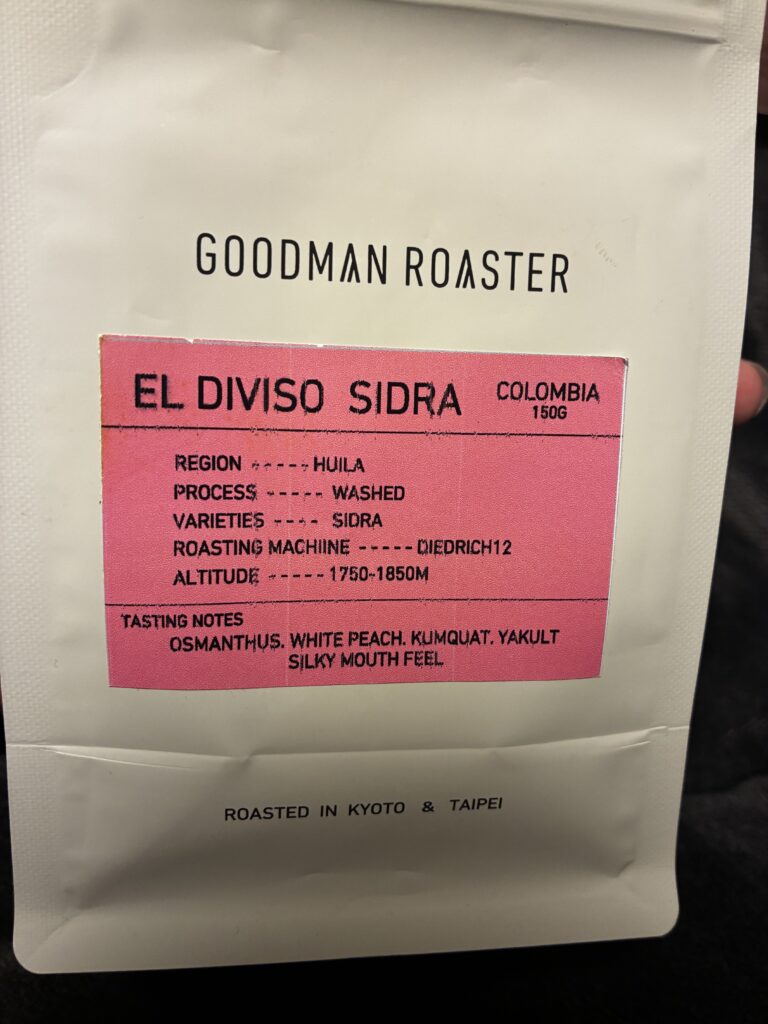 GOODMAN ROASTER
EL DIVISO SIDRA
COLOMBIA
150G
REGION ----- HUILA
PROCESS ----- WASHED
VARIETIES ---- SIDRA
ROASTING MACHIINE ----- DIEDRICH12
ALTITUDE ----- 1750-1850M
TASTING NOTES
OSMANTHUS. WHITE PEACH. KUMQUAT. YAKULT
SILKY MOUTH FEEL
ROASTED IN KYOTO & TAIPEI